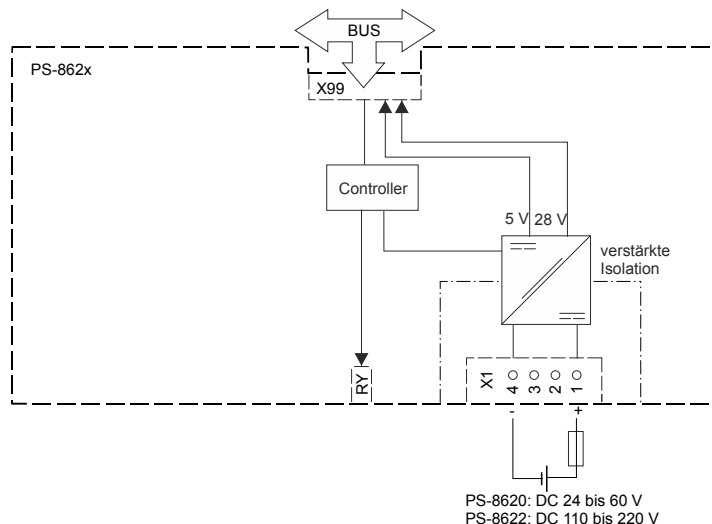 BUS
PS-862x
X99
Controller
5 V 28 V
verstärkte
Isolation
RY
X1
4 3 2 1
- +
PS-8620: DC 24 bis 60 V
PS-8622: DC 110 bis 220 V